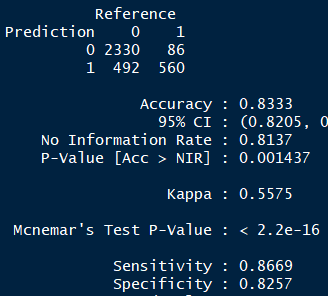 Reference
Prediction 0 1
0 2330 86
1 492 560
Accuracy : 0.8333
95% CI : (0.8205, 0
No Information Rate : 0.8137
P-Value [Acc > NIR] : 0.001437
Kappa : 0.5575
Mcnemar's Test P-Value : < 2.2e-16
Sensitivity : 0.8669
Specificity : 0.8257